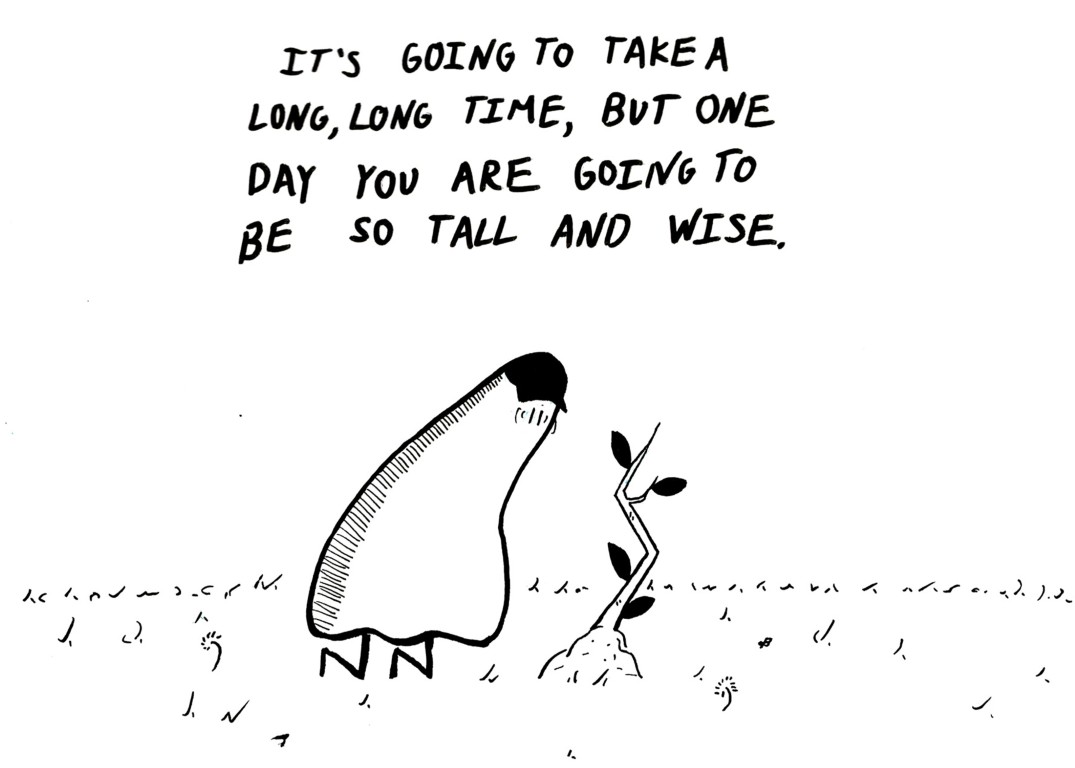 IT'S GOING TO TAKE A
LONG, LONG TIME, BUT ONE
DAY YOU ARE GOING TO
BE SO TALL AND WISE.